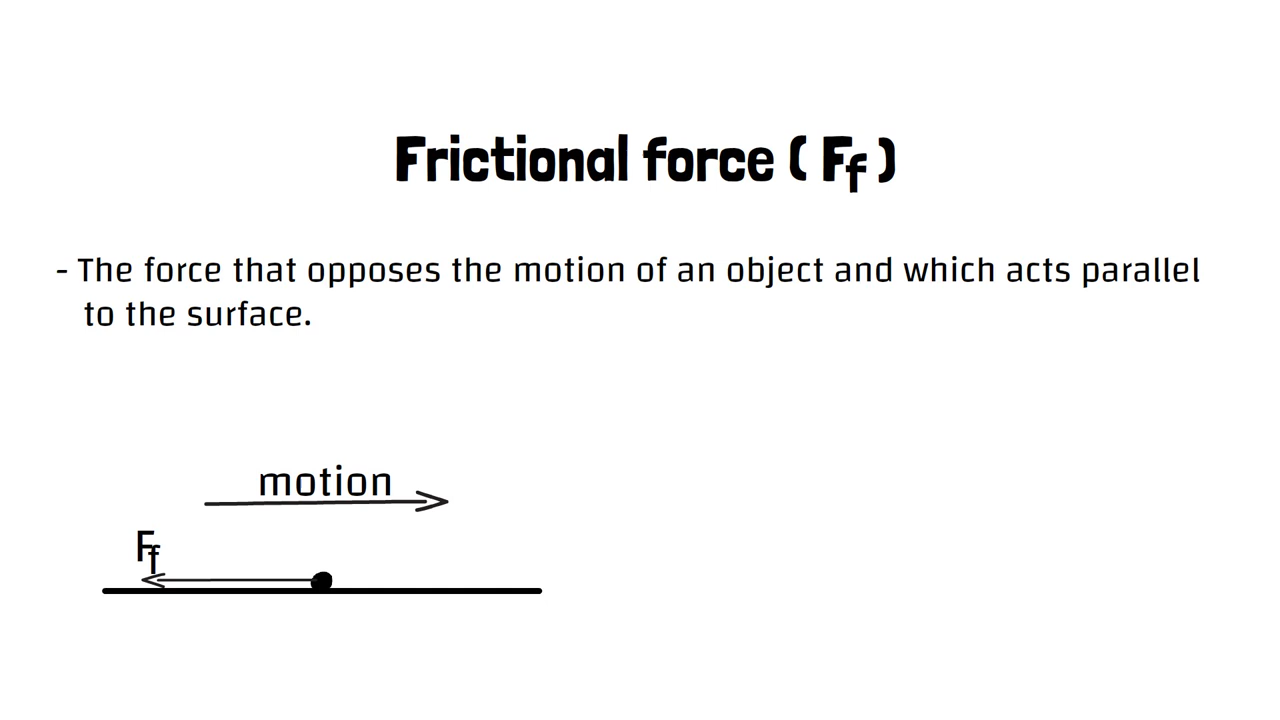 Frictional force ( Ff )
- The force that opposes the motion of an object and which acts parallel
to the surface.
motion
Ff